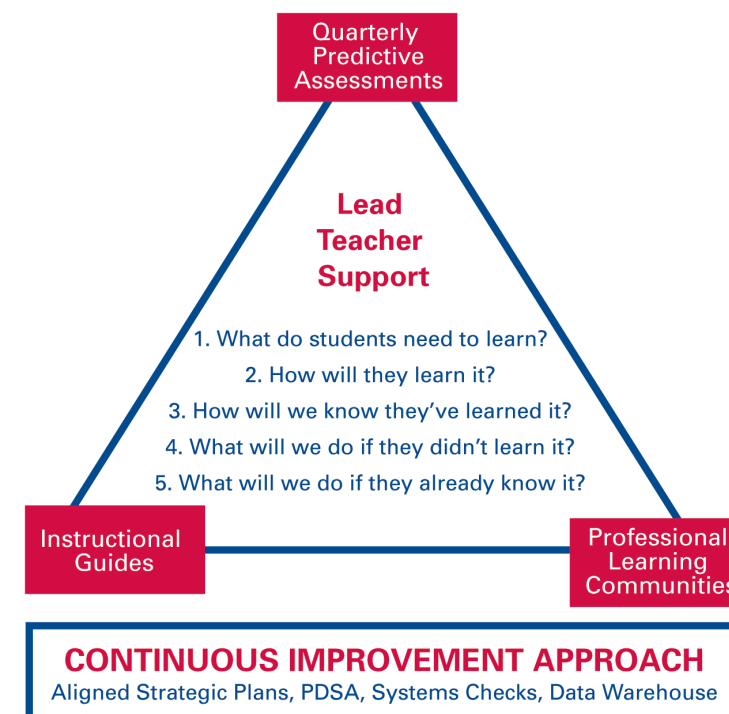 Quarterly
Predictive
Assessments
Lead
Teacher
Support
1. What do students need to learn?
2. How will they learn it?
3. How will we know they’ve learned it?
4. What will we do if they didn’t learn it?
5. What will we do if they already know it?
Instructional
Guides
Professional
Learning
Communities
CONTINUOUS IMPROVEMENT APPROACH
Aligned Strategic Plans, PDSA, Systems Checks, Data Warehouse